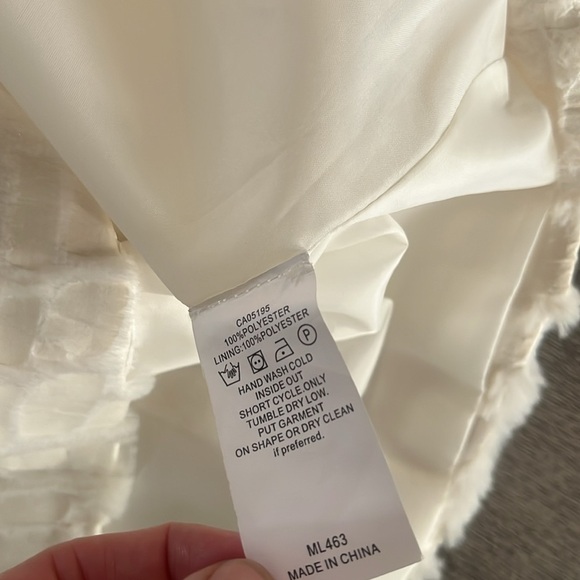 CA05195
100%POLYESTER
LINING:100%POLYESTER
P
HAND WASH COLD
INSIDE OUT
SHORT CYCLE ONLY
TUMBLE DRY LOW.
PUT GARMENT
ON SHAPE OR DRY CLEAN
if preferred.
ML463
MADE IN CHINA